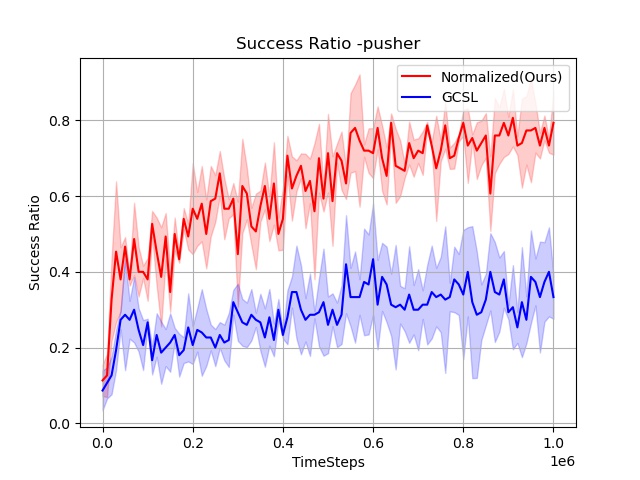 Success Ratio -pusher
Normalized(Ours)
GCSL
Success Ratio
0.8
0.6
0.4
0.2
0.0
0.0 0.2 0.4 0.6 0.8 1.0
1e6
TimeSteps